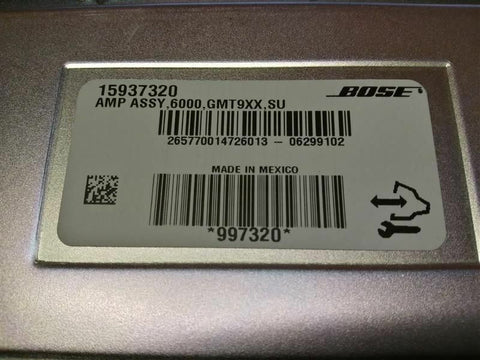 15937320 BOSE
AMP ASSY,6000,GMT9XX,SU
265770014726013 - 06299102
MADE IN MEXICO
*997320*